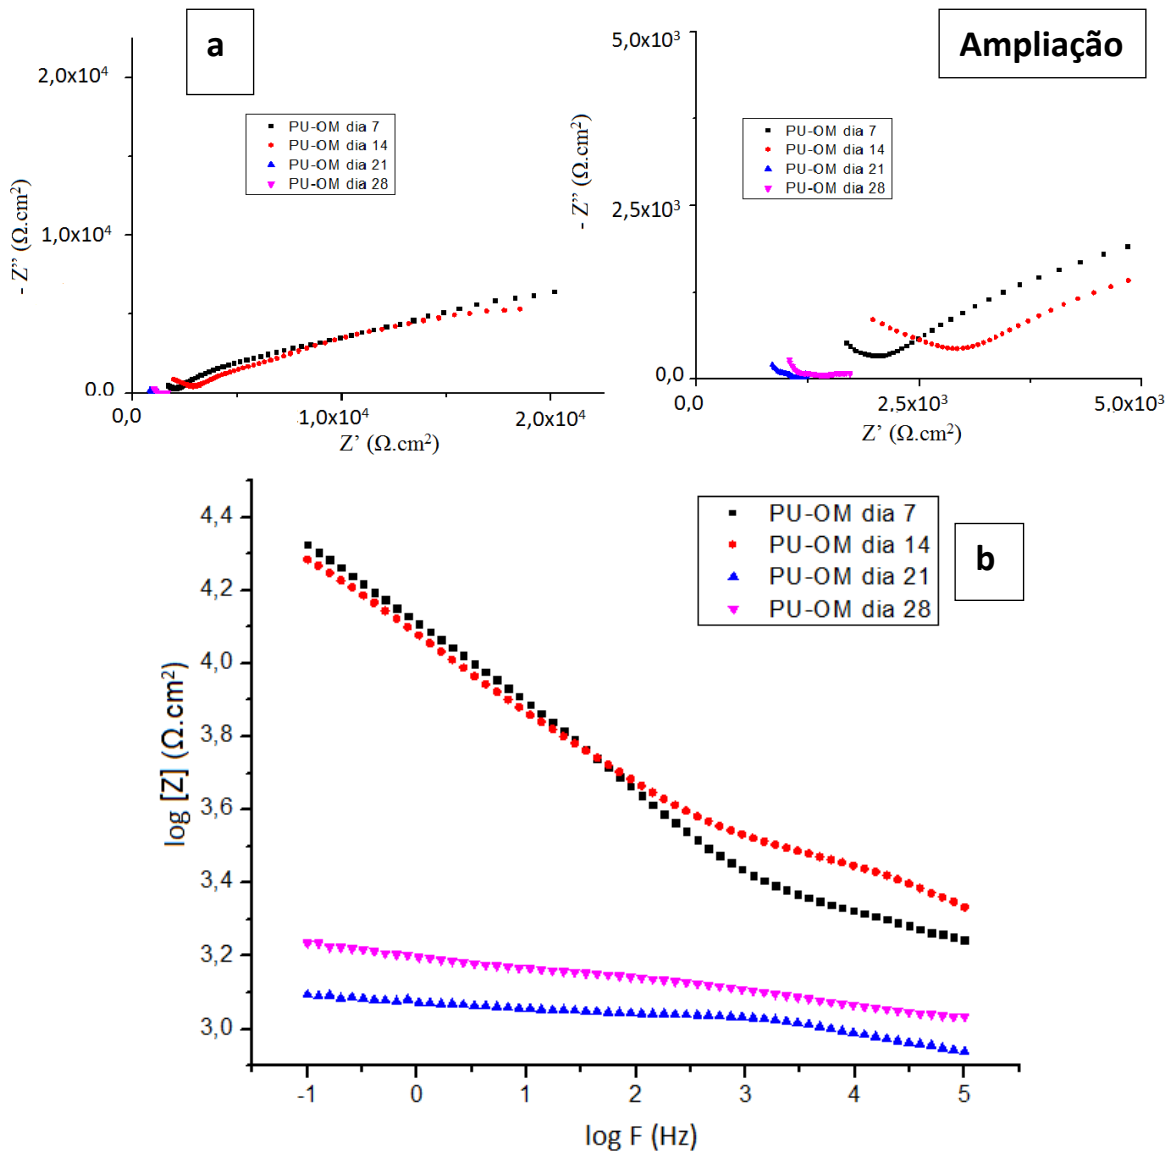 a
2,0x10⁴
1,0x10⁴
0.0
- Z” (Ω.cm²)
PU-OM dia 7
PU-OM dia 14
PU-OM dia 21
PU-OM dia 28
0,0
1,0x10⁴
2,0x10⁴
Z’ (Ω.cm²)
Ampliação
5,0x10³
2,5x10³
0,0
- Z” (Ω.cm²)
PU-OM dia 7
PU-OM dia 14
PU-OM dia 21
PU-OM dia 28
0,0
2,5x10³
5,0x10³
Z’ (Ω.cm²)
b
PU-OM dia 7
PU-OM dia 14
PU-OM dia 21
PU-OM dia 28
4,4
4,2
4,0
3,8
3,6
3,4
3,2
3,0
log [Z] (Ω.cm²)
-1
0
1
2
3
4
5
log F (Hz)